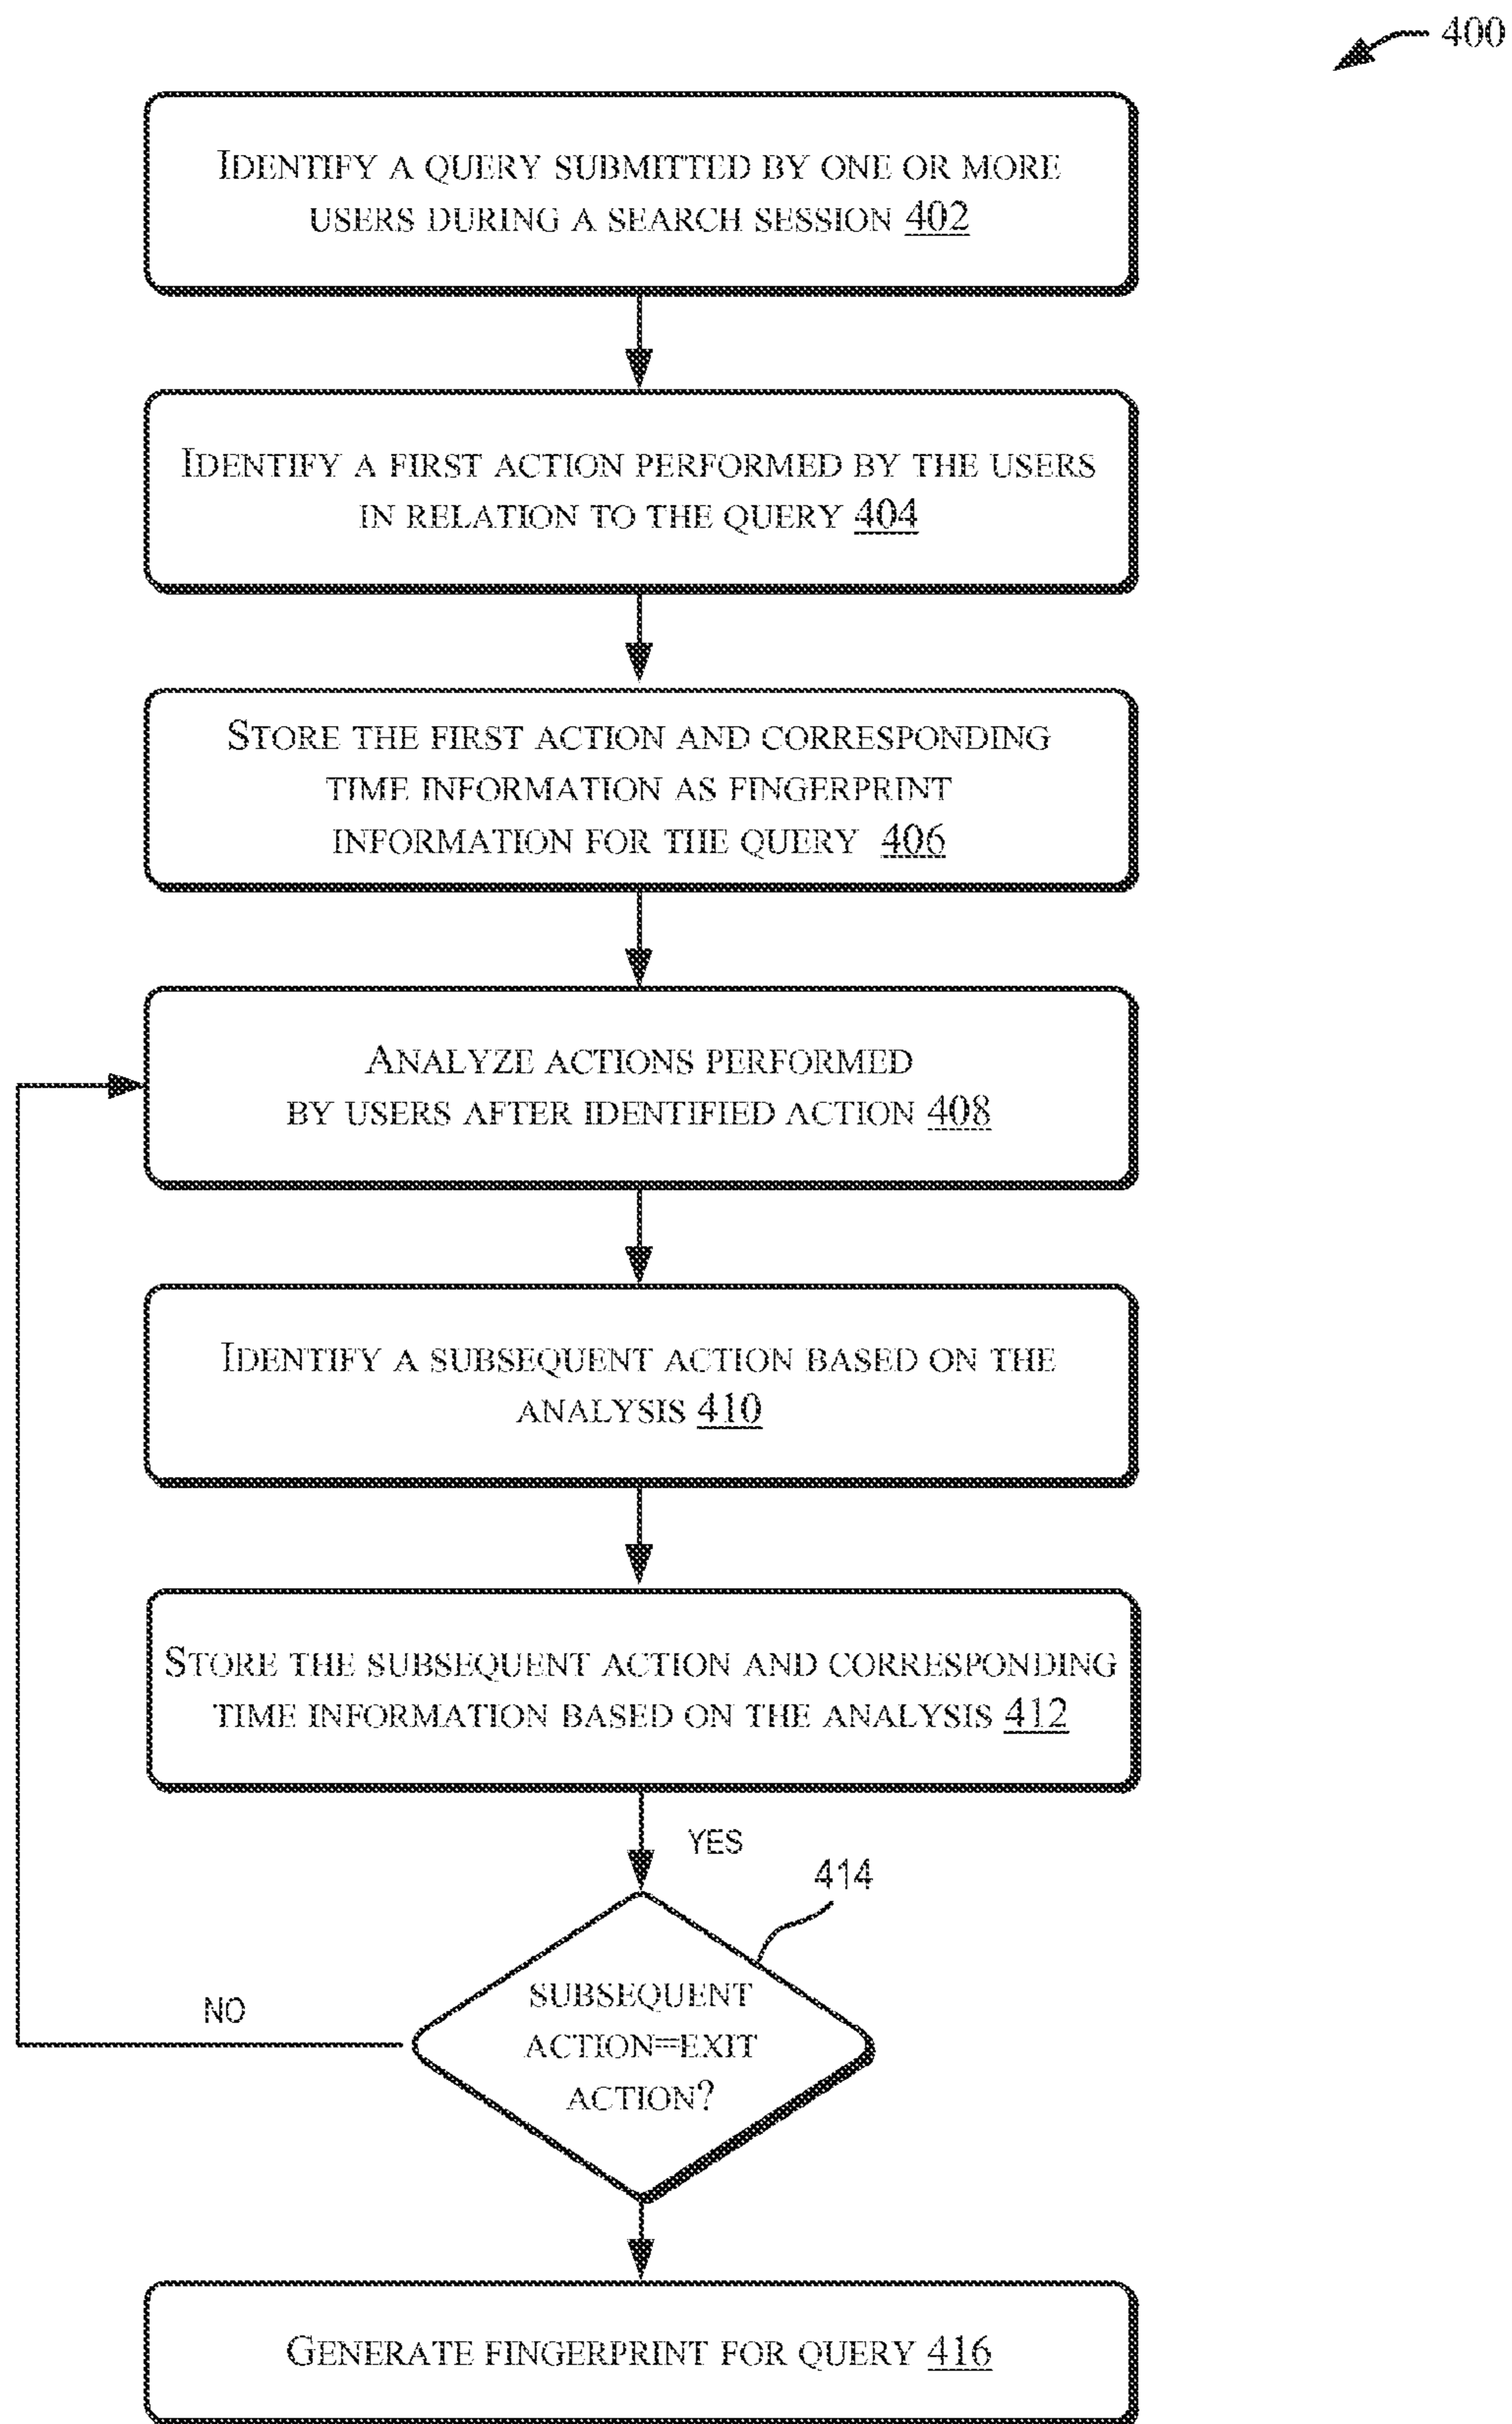 400
IDENTIFY A QUERY SUBMITTED BY ONE OR MORE
USERS DURING A SEARCH SESSION 402
IDENTIFY A FIRST ACTION PERFORMED BY THE USERS
IN RELATION TO THE QUERY 404
STORE THE FIRST ACTION AND CORRESPONDING
TIME INFORMATION AS FINGERPRINT
INFORMATION FOR THE QUERY 406
ANALYZE ACTIONS PERFORMED
BY USERS AFTER IDENTIFIED ACTION 408
IDENTIFY A SUBSEQUENT ACTION BASED ON THE
ANALYSIS 410
STORE THE SUBSEQUENT ACTION AND CORRESPONDING
TIME INFORMATION BASED ON THE ANALYSIS 412
YES
414
SUBSEQUENT
ACTION=EXIT
ACTION?
NO
GENERATE FINGERPRINT FOR QUERY 416